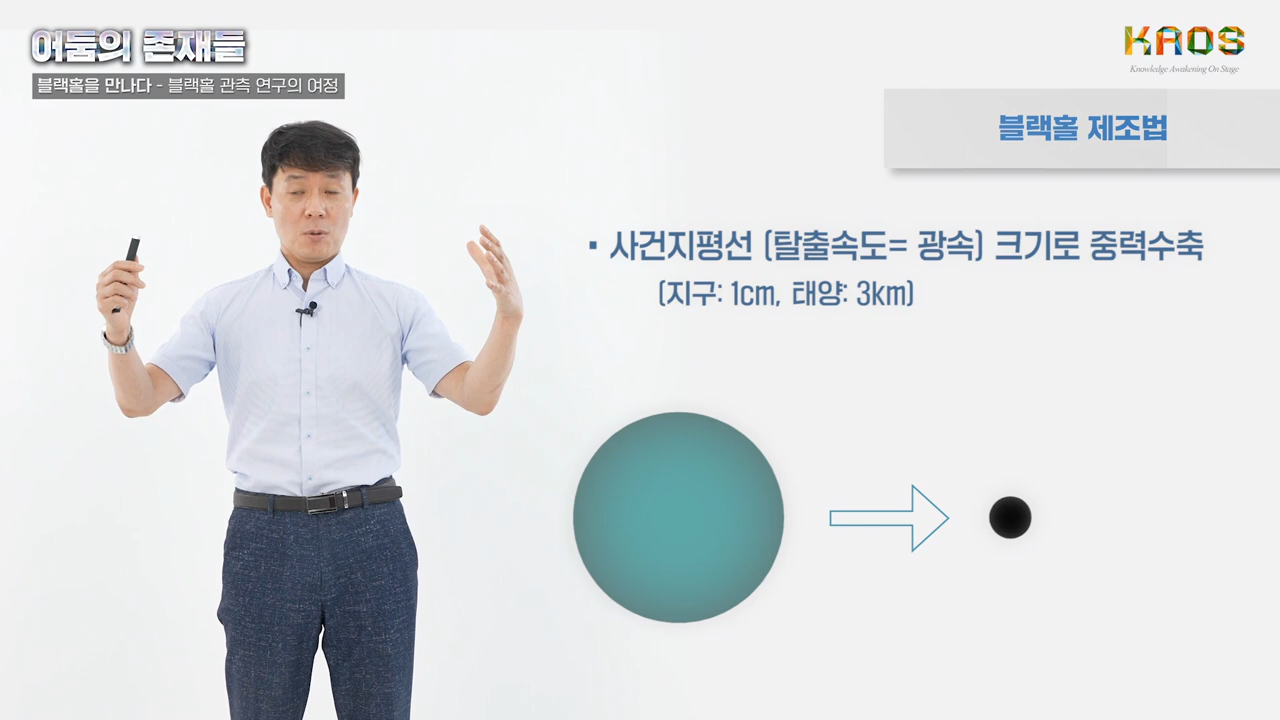 어둠의 존재들
블랙홀을 만나다 - 블랙홀 관측 연구의 여정
KAOS
Knowledge Awakening On Stage
블랙홀 제조법
▪ 사건지평선 (탈출속도= 광속) 크기로 중력수축
(지구: 1cm, 태양: 3km)